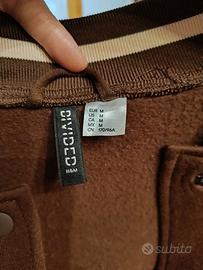 DIVIDED
H&M
EUR M
US M
CA M
MX M
CN 170/96A
subito